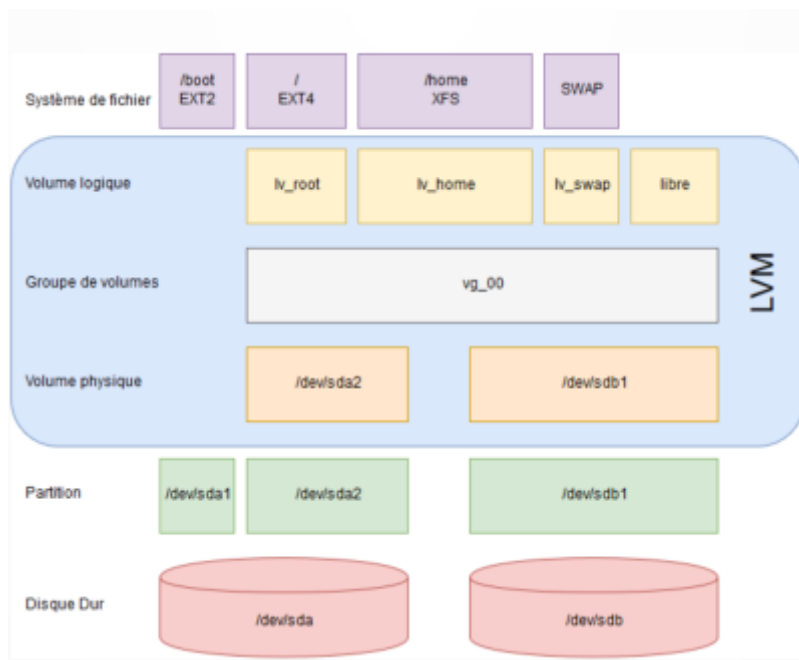 /boot
EXT2
/
EXT4
/home
XFS
SWAP
Système de fichier
Volume logique
lv_root
lv_home
lv_swap
libre
Groupe de volumes
vg_00
LVM
Volume physique
/dev/sda2
/dev/sdb1
Partition
/dev/sda1
/dev/sda2
/dev/sdb1
Disque Dur
/dev/sda
/dev/sdb